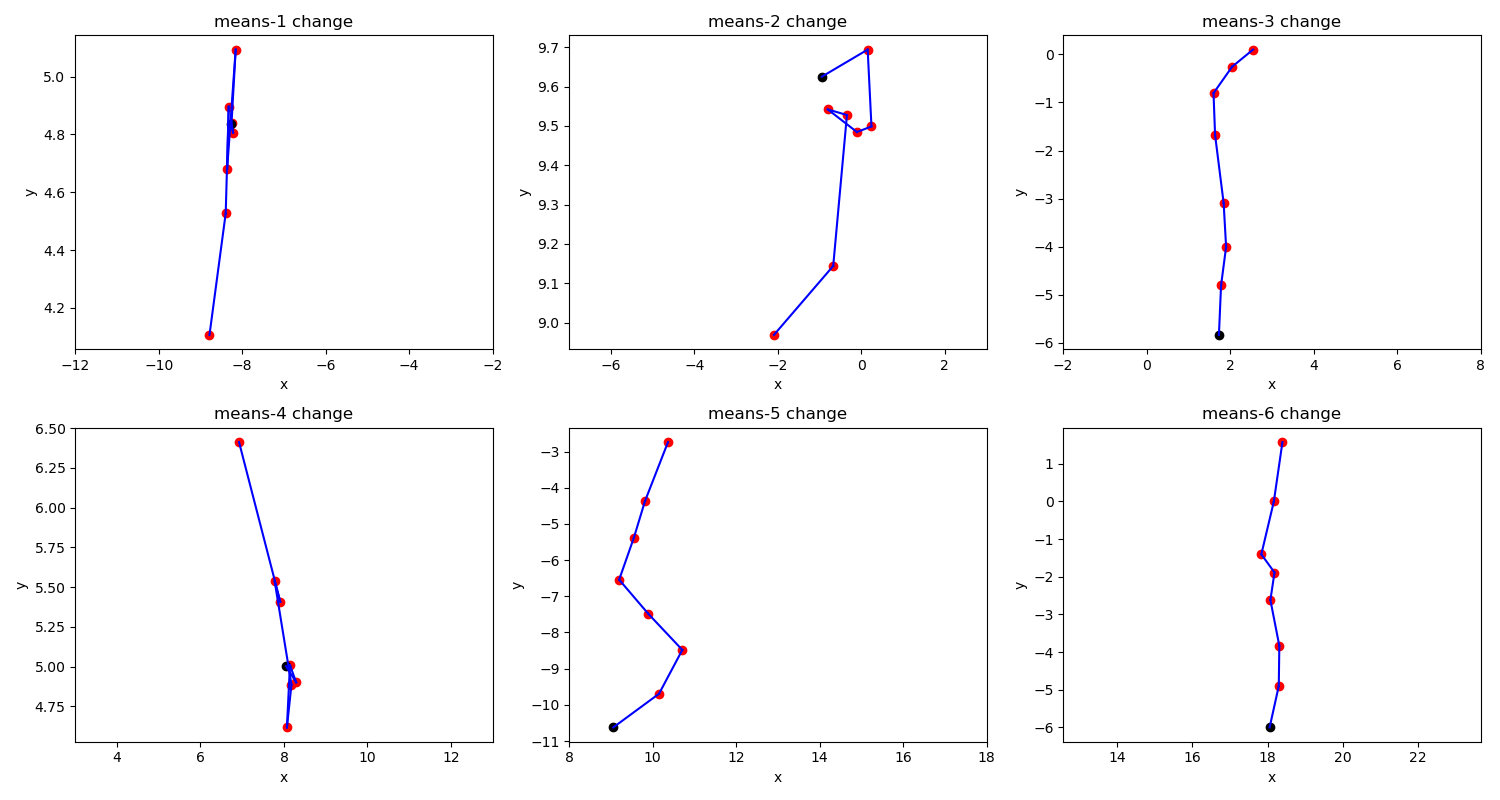 means-1 change
means-2 change
means-3 change
5.0
4.8
4.6
4.4
4.2
y
−12 −10 −8 −6 −4 −2
x
9.7
9.6
9.5
9.4
9.3
9.2
9.1
9.0
y
−6 −4 −2 0 2
x
0
−1
−2
−3
−4
−5
−6
y
−2 0 2 4 6 8
x
means-4 change
means-5 change
means-6 change
6.50
6.25
6.00
5.75
5.50
5.25
5.00
4.75
y
4 6 8 10 12
x
−3
−4
−5
−6
−7
−8
−9
−10
−11
y
8 10 12 14 16 18
x
1
0
−1
−2
−3
−4
−5
−6
y
14 16 18 20 22
x